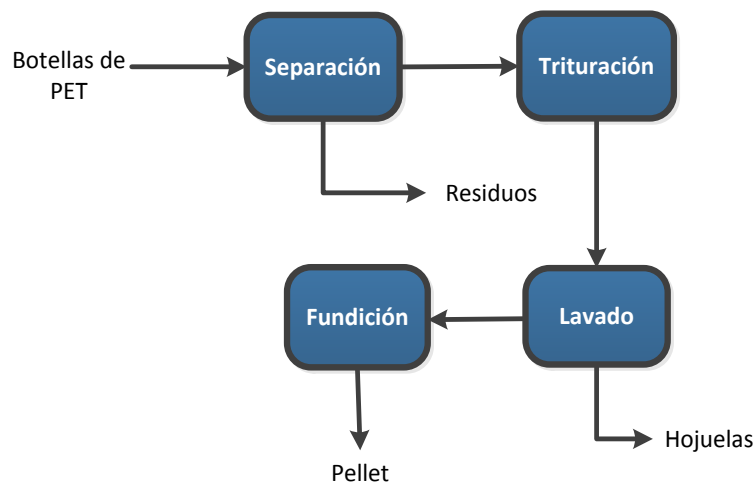 Botellas de
PET
Separación
Trituración
Residuos
Fundición
Lavado
Hojuelas
Pellet